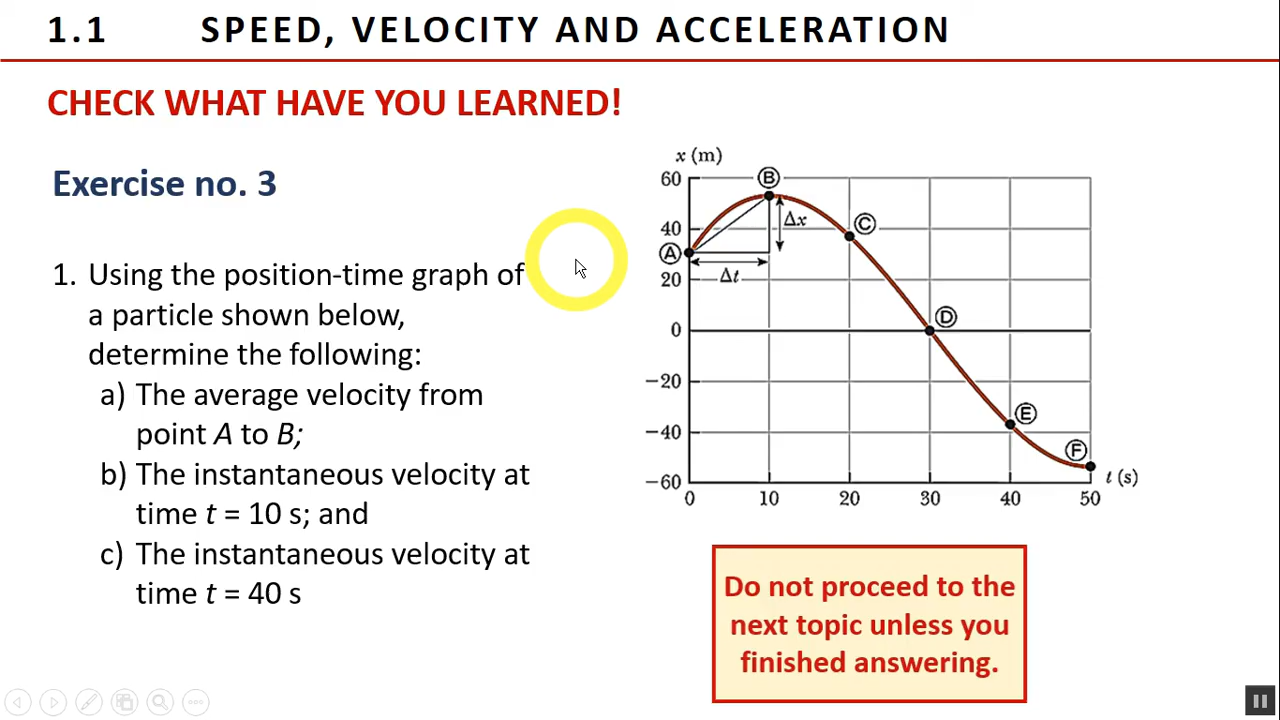 1.1 SPEED, VELOCITY AND ACCELERATION
CHECK WHAT HAVE YOU LEARNED!
Exercise no. 3
1. Using the position-time graph of
a particle shown below,
determine the following:
a) The average velocity from
point A to B;
b) The instantaneous velocity at
time t = 10 s; and
c) The instantaneous velocity at
time t = 40 s
x (m)
60
40
20
0
−20
−40
−60
A
B
C
D
E
F
Δx
Δt
0 10 20 30 40 50
t (s)
Do not proceed to the
next topic unless you
finished answering.